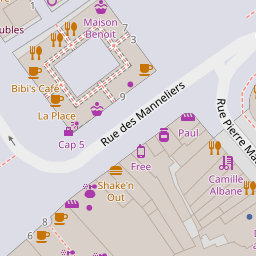 Maison
Benoit
ubles
7
3
Bibi's Café
La Place
9
Rue des Manneliers
Cap 5
Paul
Rue Pierre Ma
Free
Shake'n
Out
Camille
Albane
8
6